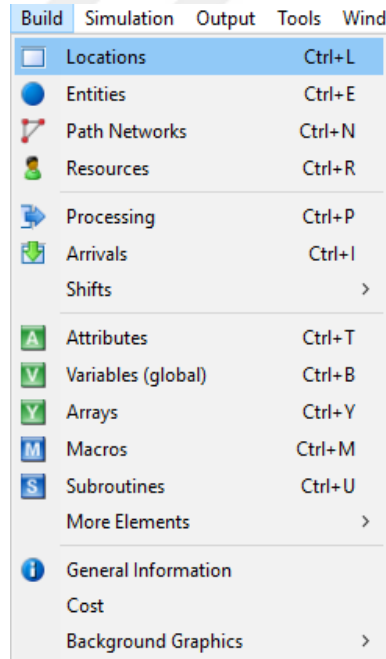 Build Simulation Output Tools Wind
Locations Ctrl+L
Entities Ctrl+E
Path Networks Ctrl+N
Resources Ctrl+R
Processing Ctrl+P
Arrivals Ctrl+I
Shifts >
A Attributes Ctrl+T
V Variables (global) Ctrl+B
Y Arrays Ctrl+Y
M Macros Ctrl+M
S Subroutines Ctrl+U
More Elements >
i General Information
Cost
Background Graphics >